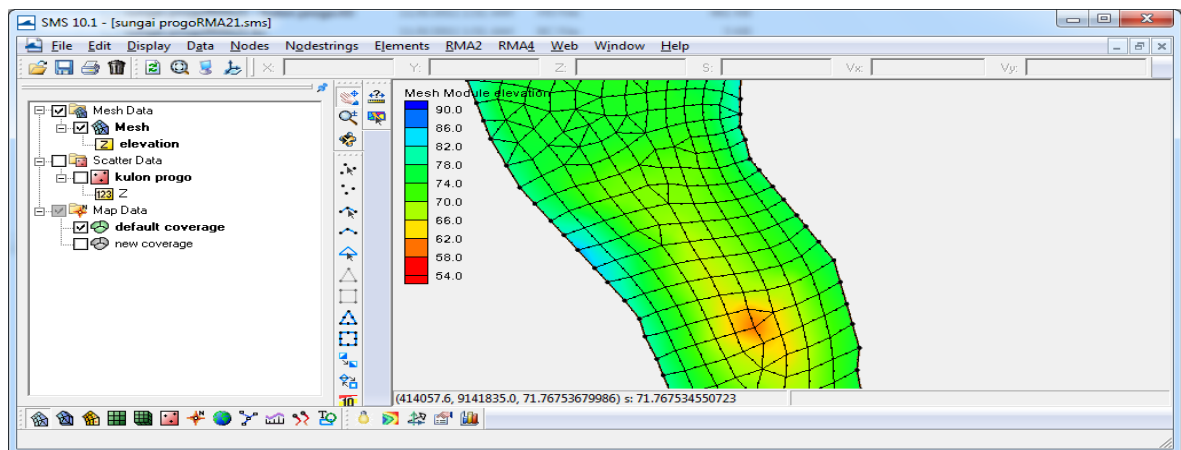 SMS 10.1 - [sungai progoRMA21.sms]
File Edit Display Data Nodes Nodestrings Elements RMA2 RMA4 Web Window Help
X: Y: Z: S: Vx: Vy:
Mesh Data
Mesh
Z elevation
Scatter Data
kulon progo
123 Z
Map Data
default coverage
new coverage
Mesh Module elevation
90.0
86.0
82.0
78.0
74.0
70.0
66.0
62.0
58.0
54.0
(414057.6, 9141835.0, 71.76753679986) s: 71.767534550723